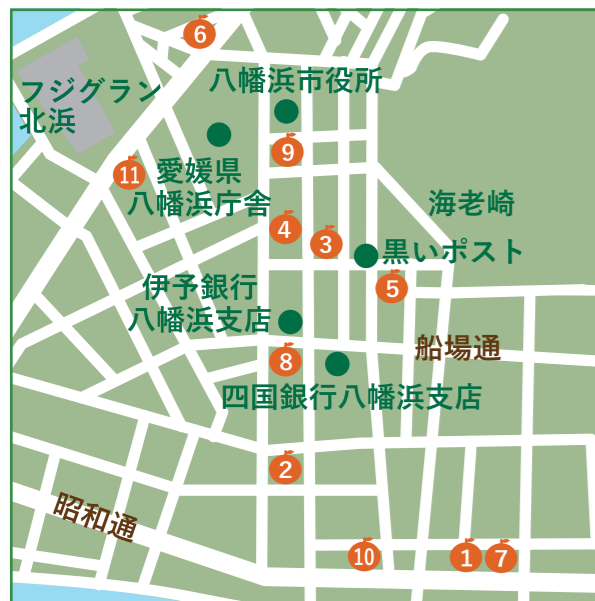 6
八幡浜市役所
フジグラン
北浜
9
11
愛媛県
八幡浜庁舎
海老崎
4
3
黒いポスト
5
伊予銀行
八幡浜支店
船場通
8
四国銀行八幡浜支店
2
昭和通
10
1
7